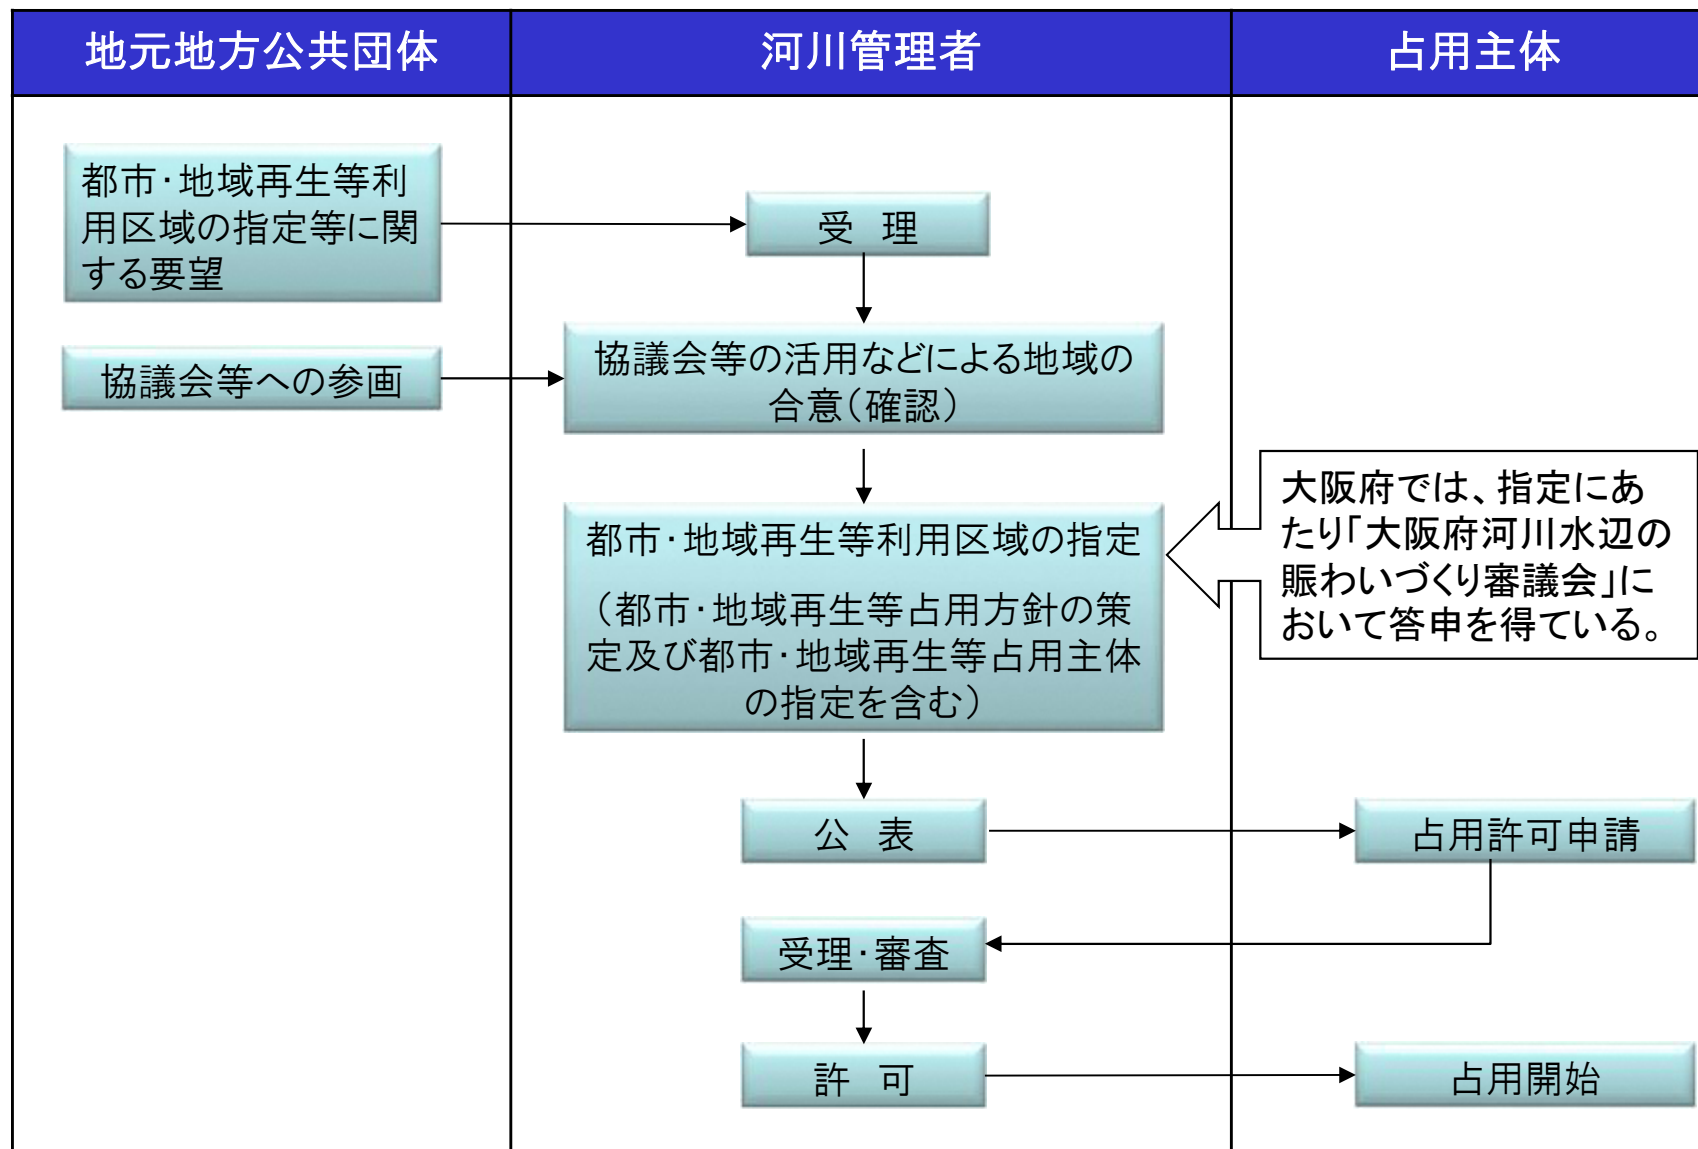 地元地方公共団体
河川管理者
占用主体
都市・地域再生等利
用区域の指定等に関
する要望
受 理
協議会等への参画
協議会等の活用などによる地域の
合意(確認)
都市・地域再生等利用区域の指定
(都市・地域再生等占用方針の策
定及び都市・地域再生等占用主体
の指定を含む)
大阪府では、指定にあ
たり「大阪府河川水辺の
賑わいづくり審議会」に
おいて答申を得ている。
公 表
占用許可申請
受理・審査
許 可
占用開始